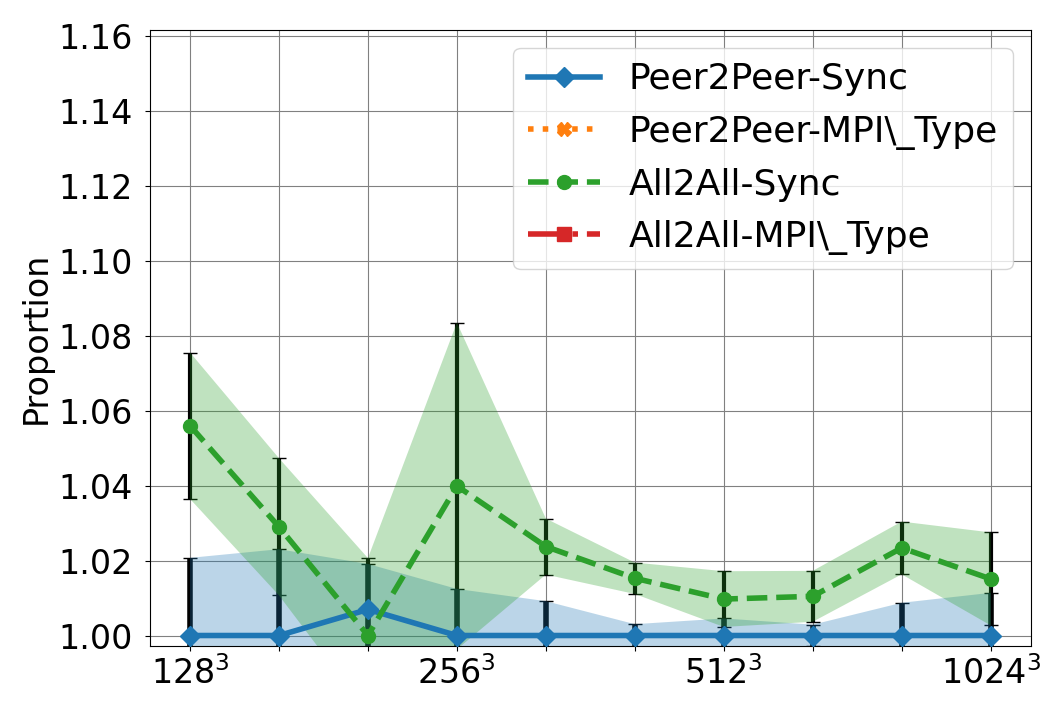 1.16
1.14
1.12
1.10
1.08
1.06
1.04
1.02
1.00
Proportion
Peer2Peer-Sync
Peer2Peer-MPI\_Type
All2All-Sync
All2All-MPI\_Type
128³ 256³ 512³ 1024³